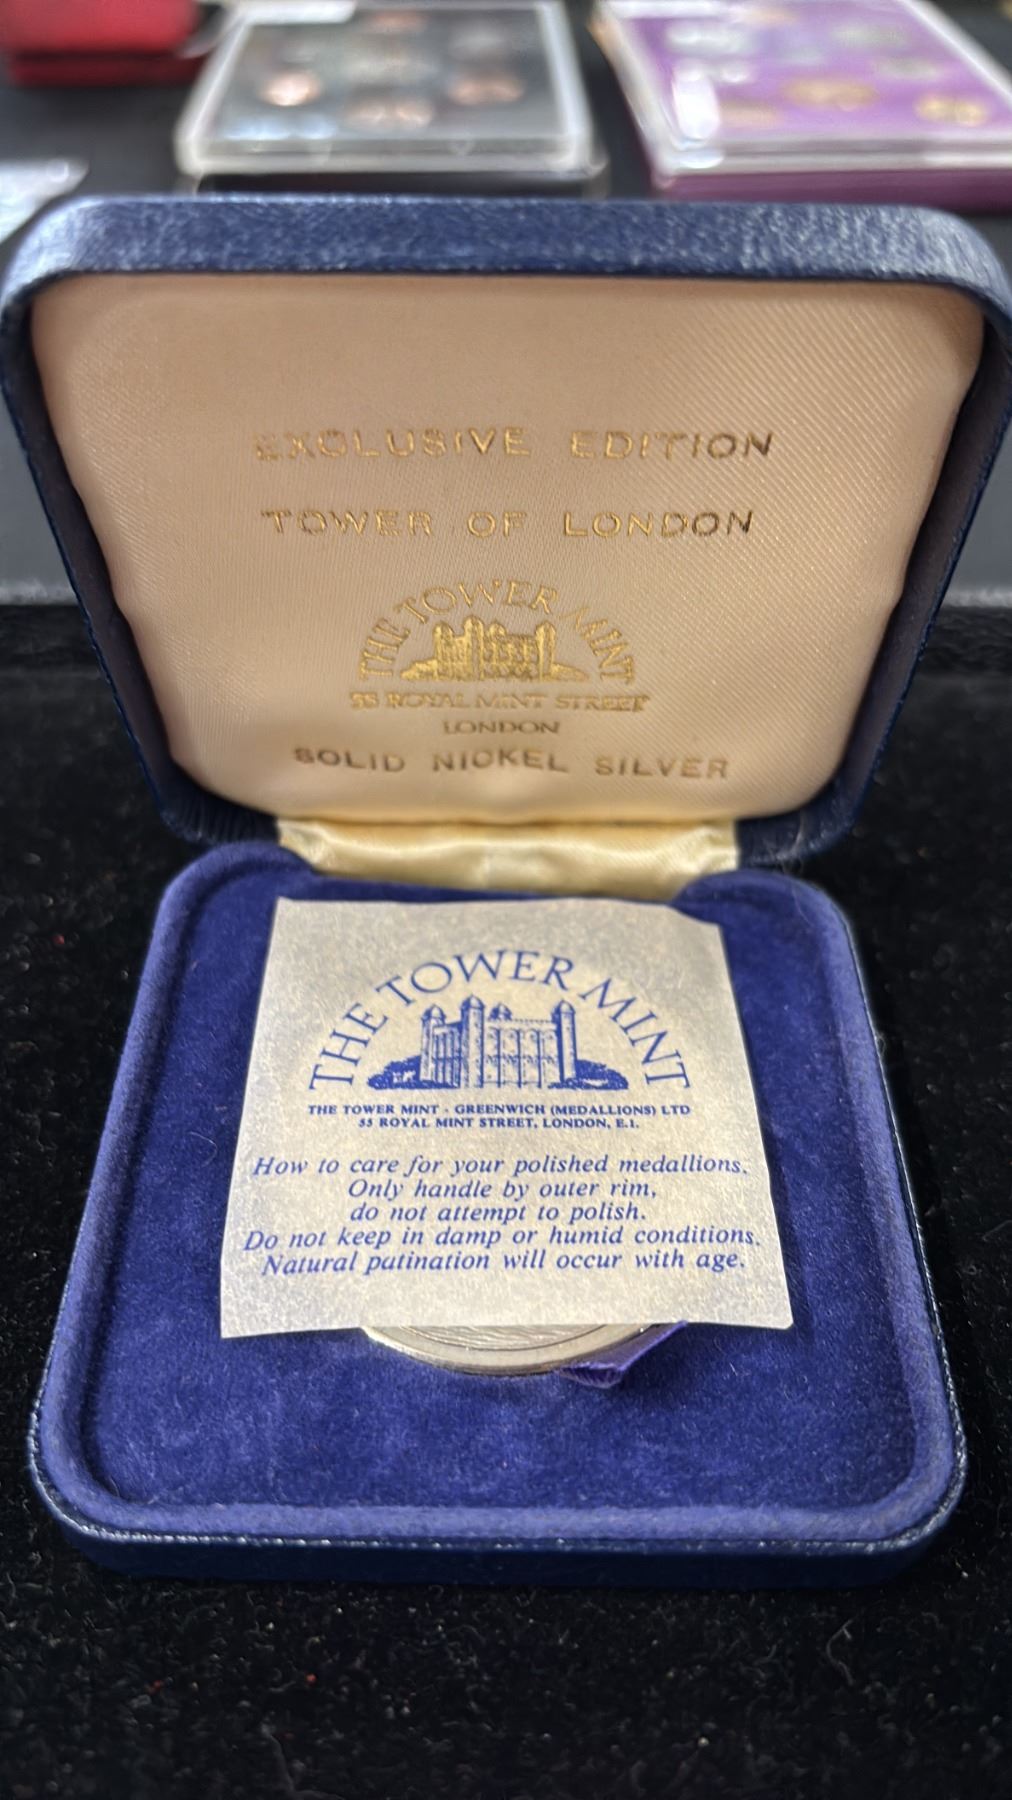 EXCLUSIVE EDITION
TOWER OF LONDON
THE TOWER MINT
55 ROYAL MINT STREET
LONDON
SOLID NICKEL SILVER
THE TOWER MINT
THE TOWER MINT - GREENWICH (MEDALLIONS) LTD
55 ROYAL MINT STREET, LONDON, E.I.
How to care for your polished medallions.
Only handle by outer rim,
do not attempt to polish.
Do not keep in damp or humid conditions.
Natural patination will occur with age.